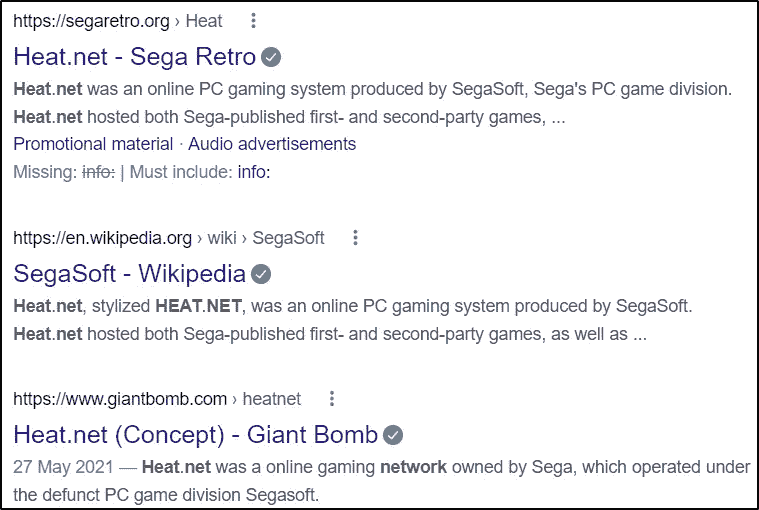 https://segaretro.org › Heat
Heat.net - Sega Retro
Heat.net was an online PC gaming system produced by SegaSoft, Sega's PC game division.
Heat.net hosted both Sega-published first- and second-party games, ...
Promotional material · Audio advertisements
Missing: info: | Must include: info:
https://en.wikipedia.org › wiki › SegaSoft
SegaSoft - Wikipedia
Heat.net, stylized HEAT.NET, was an online PC gaming system produced by SegaSoft.
Heat.net hosted both Sega-published first- and second-party games, as well as ...
https://www.giantbomb.com › heatnet
Heat.net (Concept) - Giant Bomb
27 May 2021 — Heat.net was a online gaming network owned by Sega, which operated under
the defunct PC game division Segasoft.